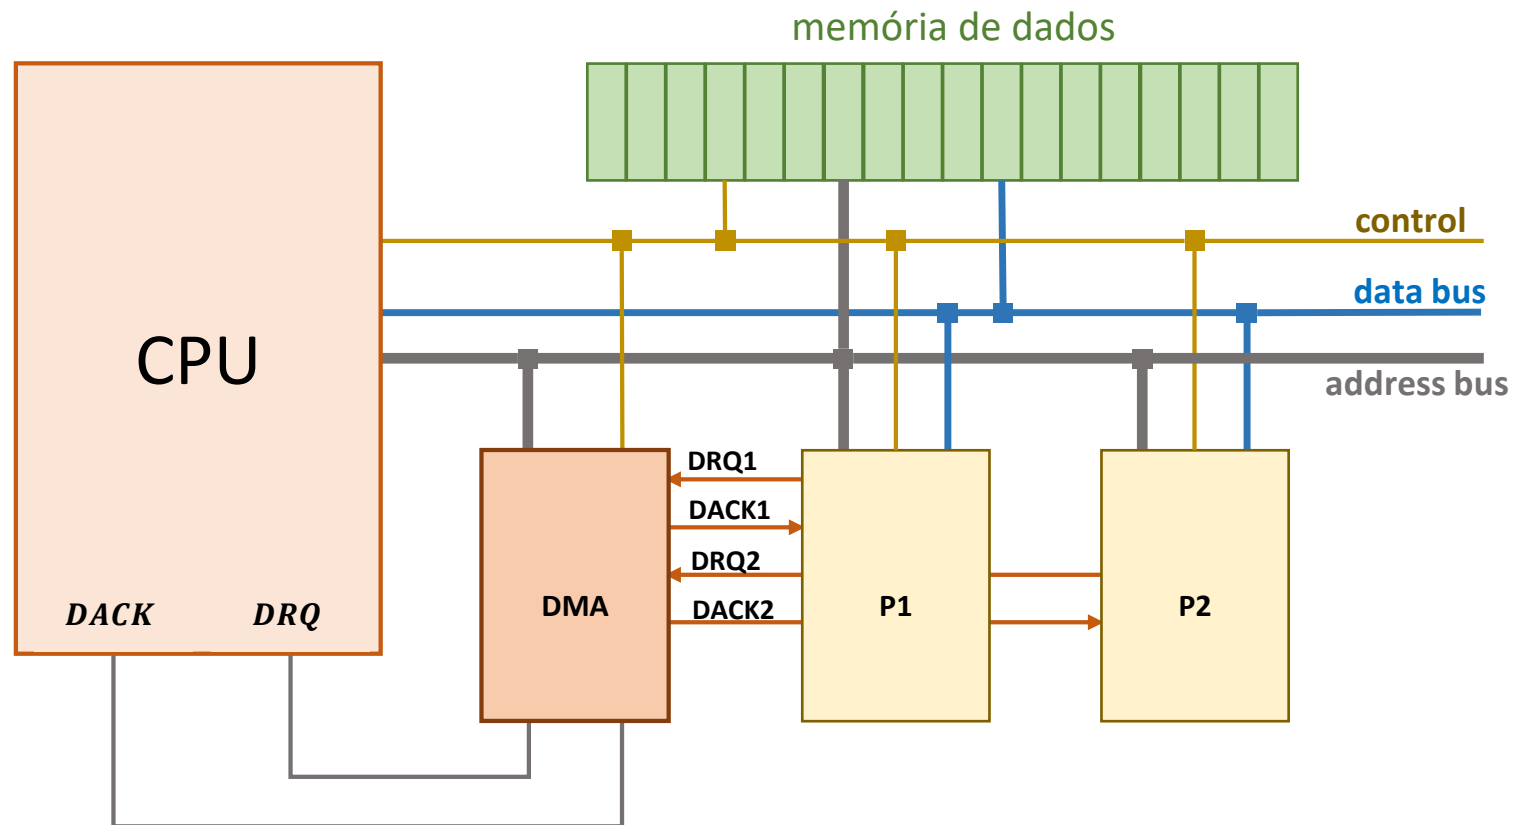 memória de dados
control
data bus
CPU
address bus
DRQ1
DACK1
DRQ2
DACK2
DMA
P1
P2
DACK
DRQ